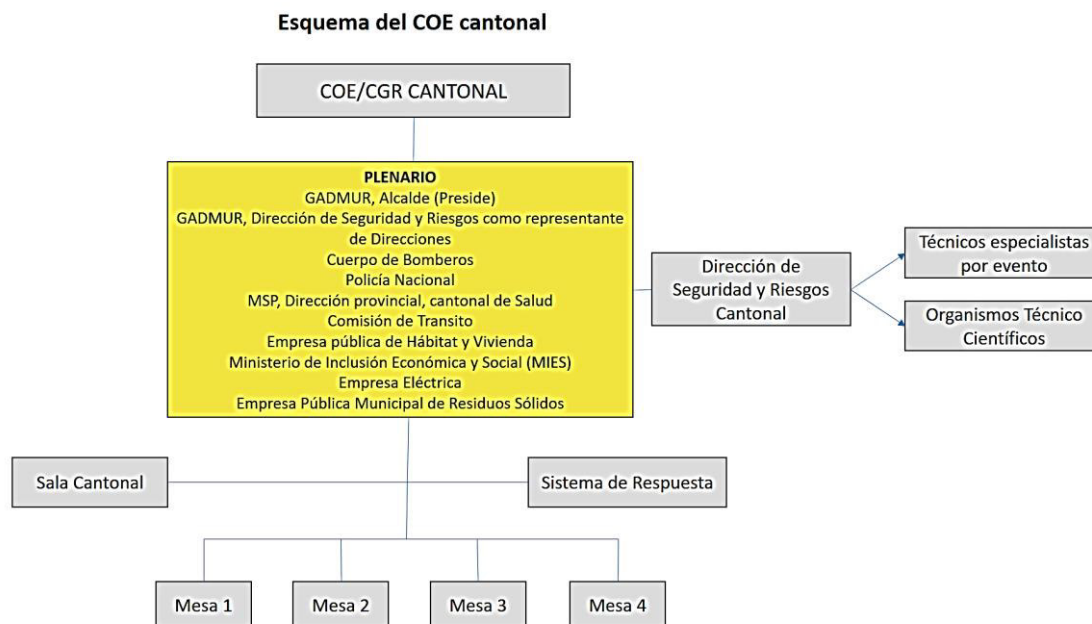 Esquema del COE cantonal
COE/CGR CANTONAL
PLENARIO
GADMUR, Alcalde (Preside)
GADMUR, Dirección de Seguridad y Riesgos como representante
de Direcciones
Cuerpo de Bomberos
Policía Nacional
MSP, Dirección provincial, cantonal de Salud
Comisión de Transito
Empresa pública de Hábitat y Vivienda
Ministerio de Inclusión Económica y Social (MIES)
Empresa Eléctrica
Empresa Pública Municipal de Residuos Sólidos
Dirección de
Seguridad y Riesgos
Cantonal
Técnicos especialistas
por evento
Organismos Técnico
Científicos
Sala Cantonal
Sistema de Respuesta
Mesa 1
Mesa 2
Mesa 3
Mesa 4